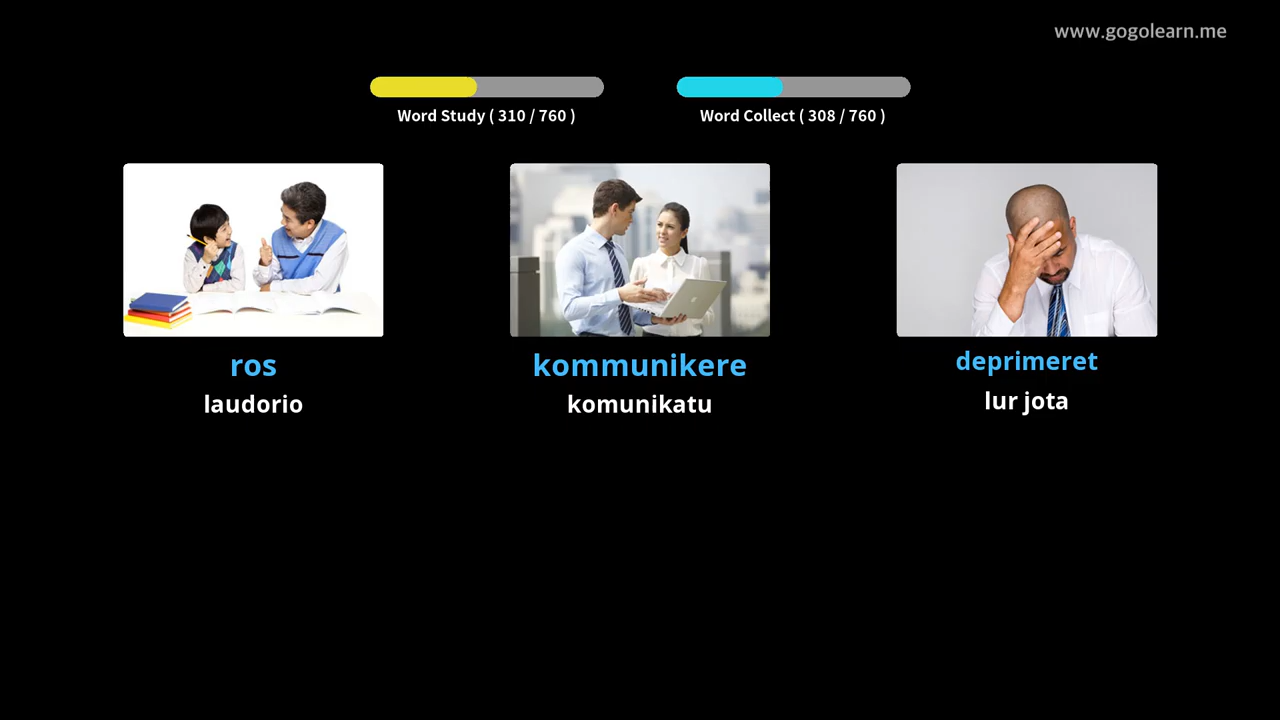 www.gogolearn.me
Word Study ( 310 / 760 )
Word Collect ( 308 / 760 )
ros
laudorio
kommunikere
komunikatu
deprimeret
lur jota